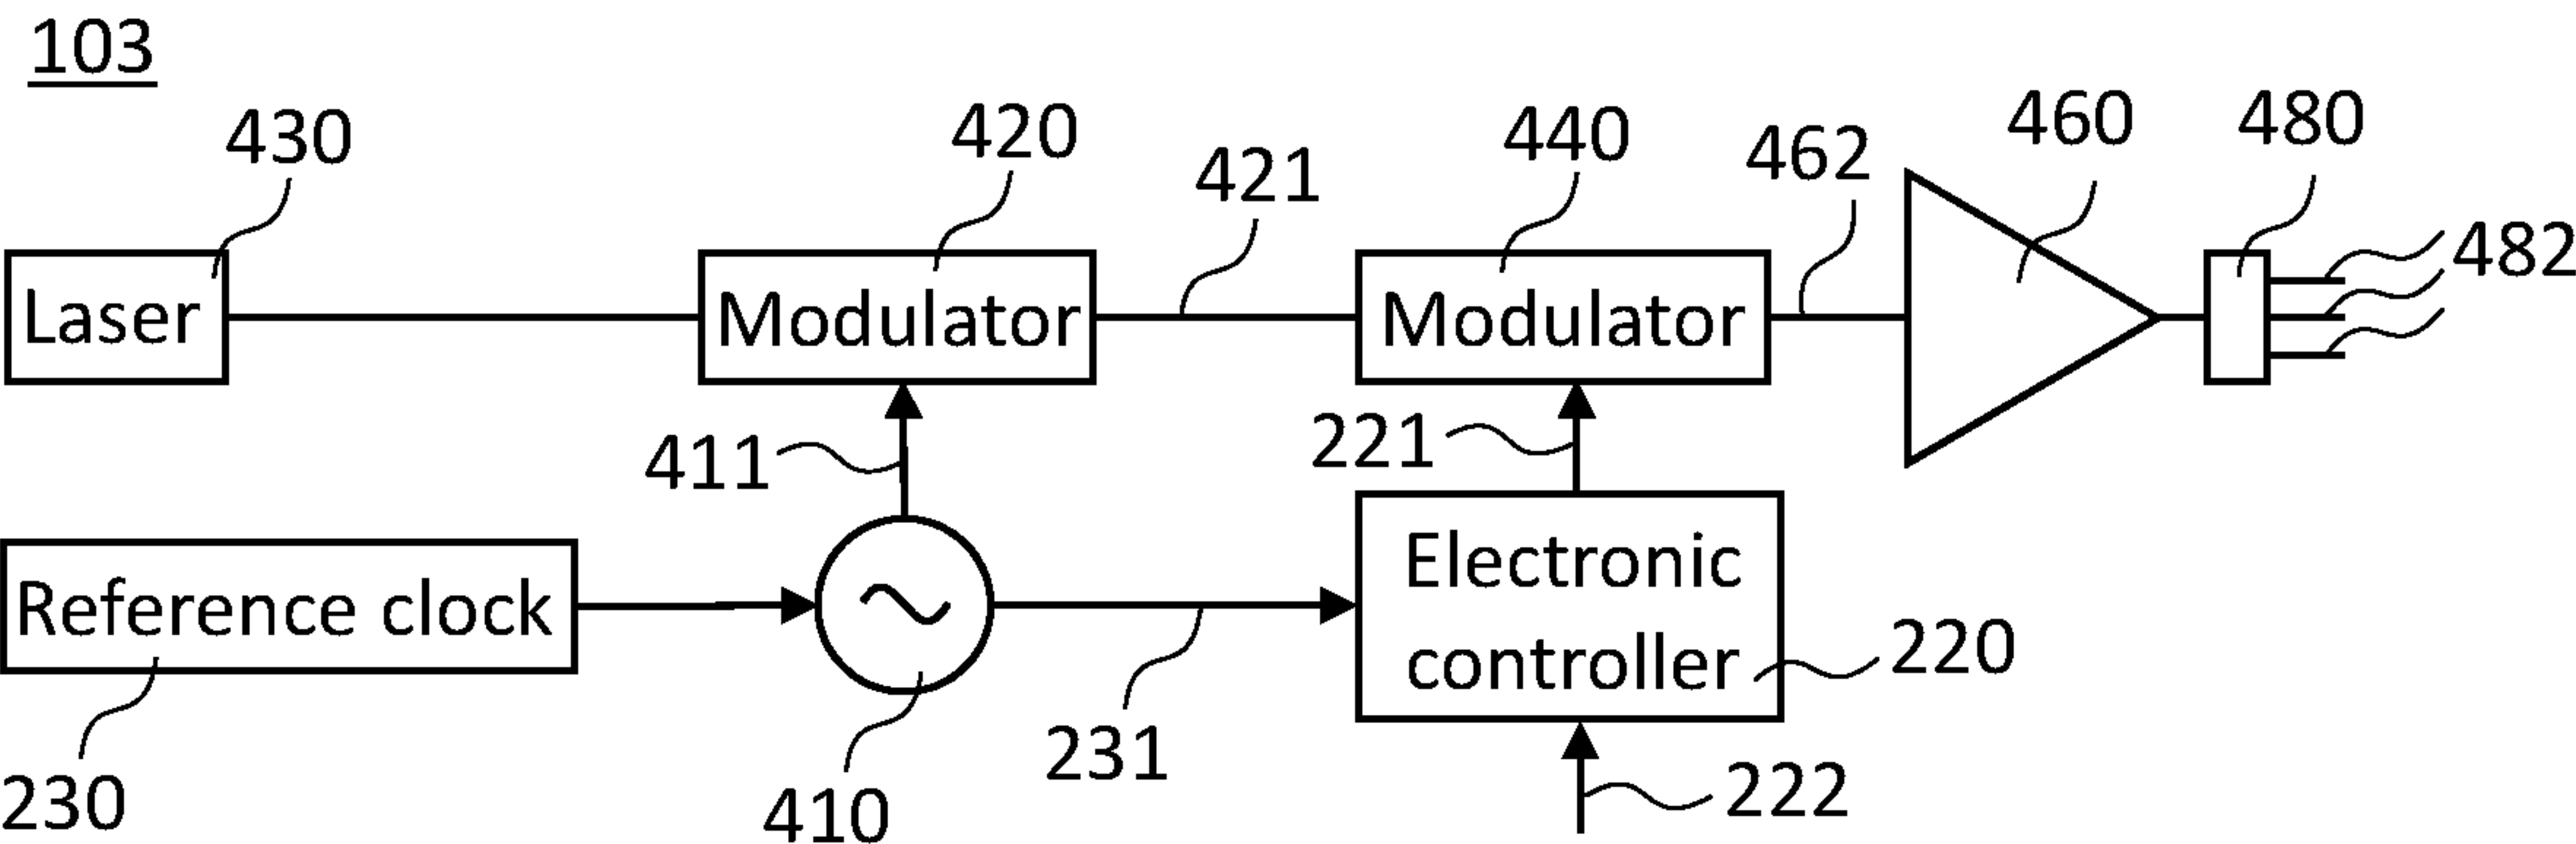 103
430
420
421
440
462
460
480
482
Laser
Modulator
Modulator
411
221
Reference clock
Electronic
controller
220
230
410
231
222